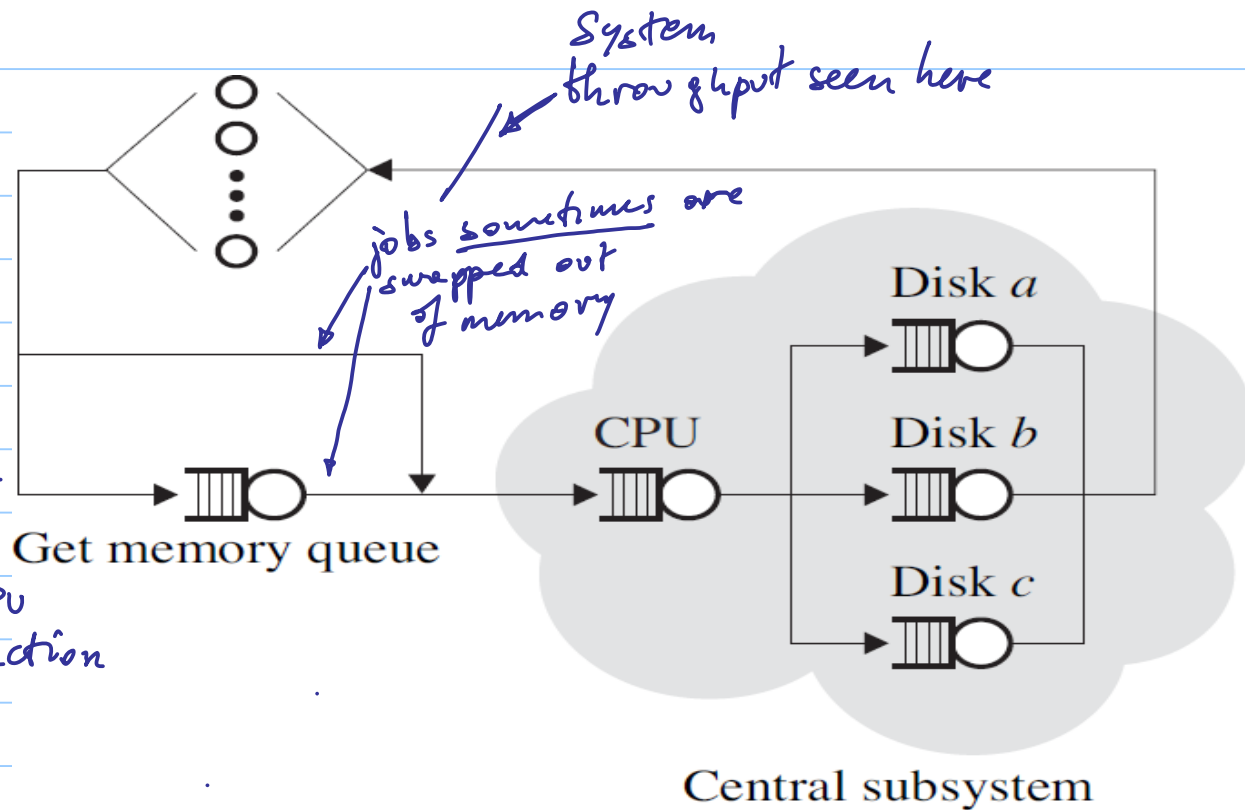 System
throughput seen here
jobs sometimes are
swapped out
of memory
Disk a
CPU
Disk b
Get memory queue
Disk c
ction
Central subsystem